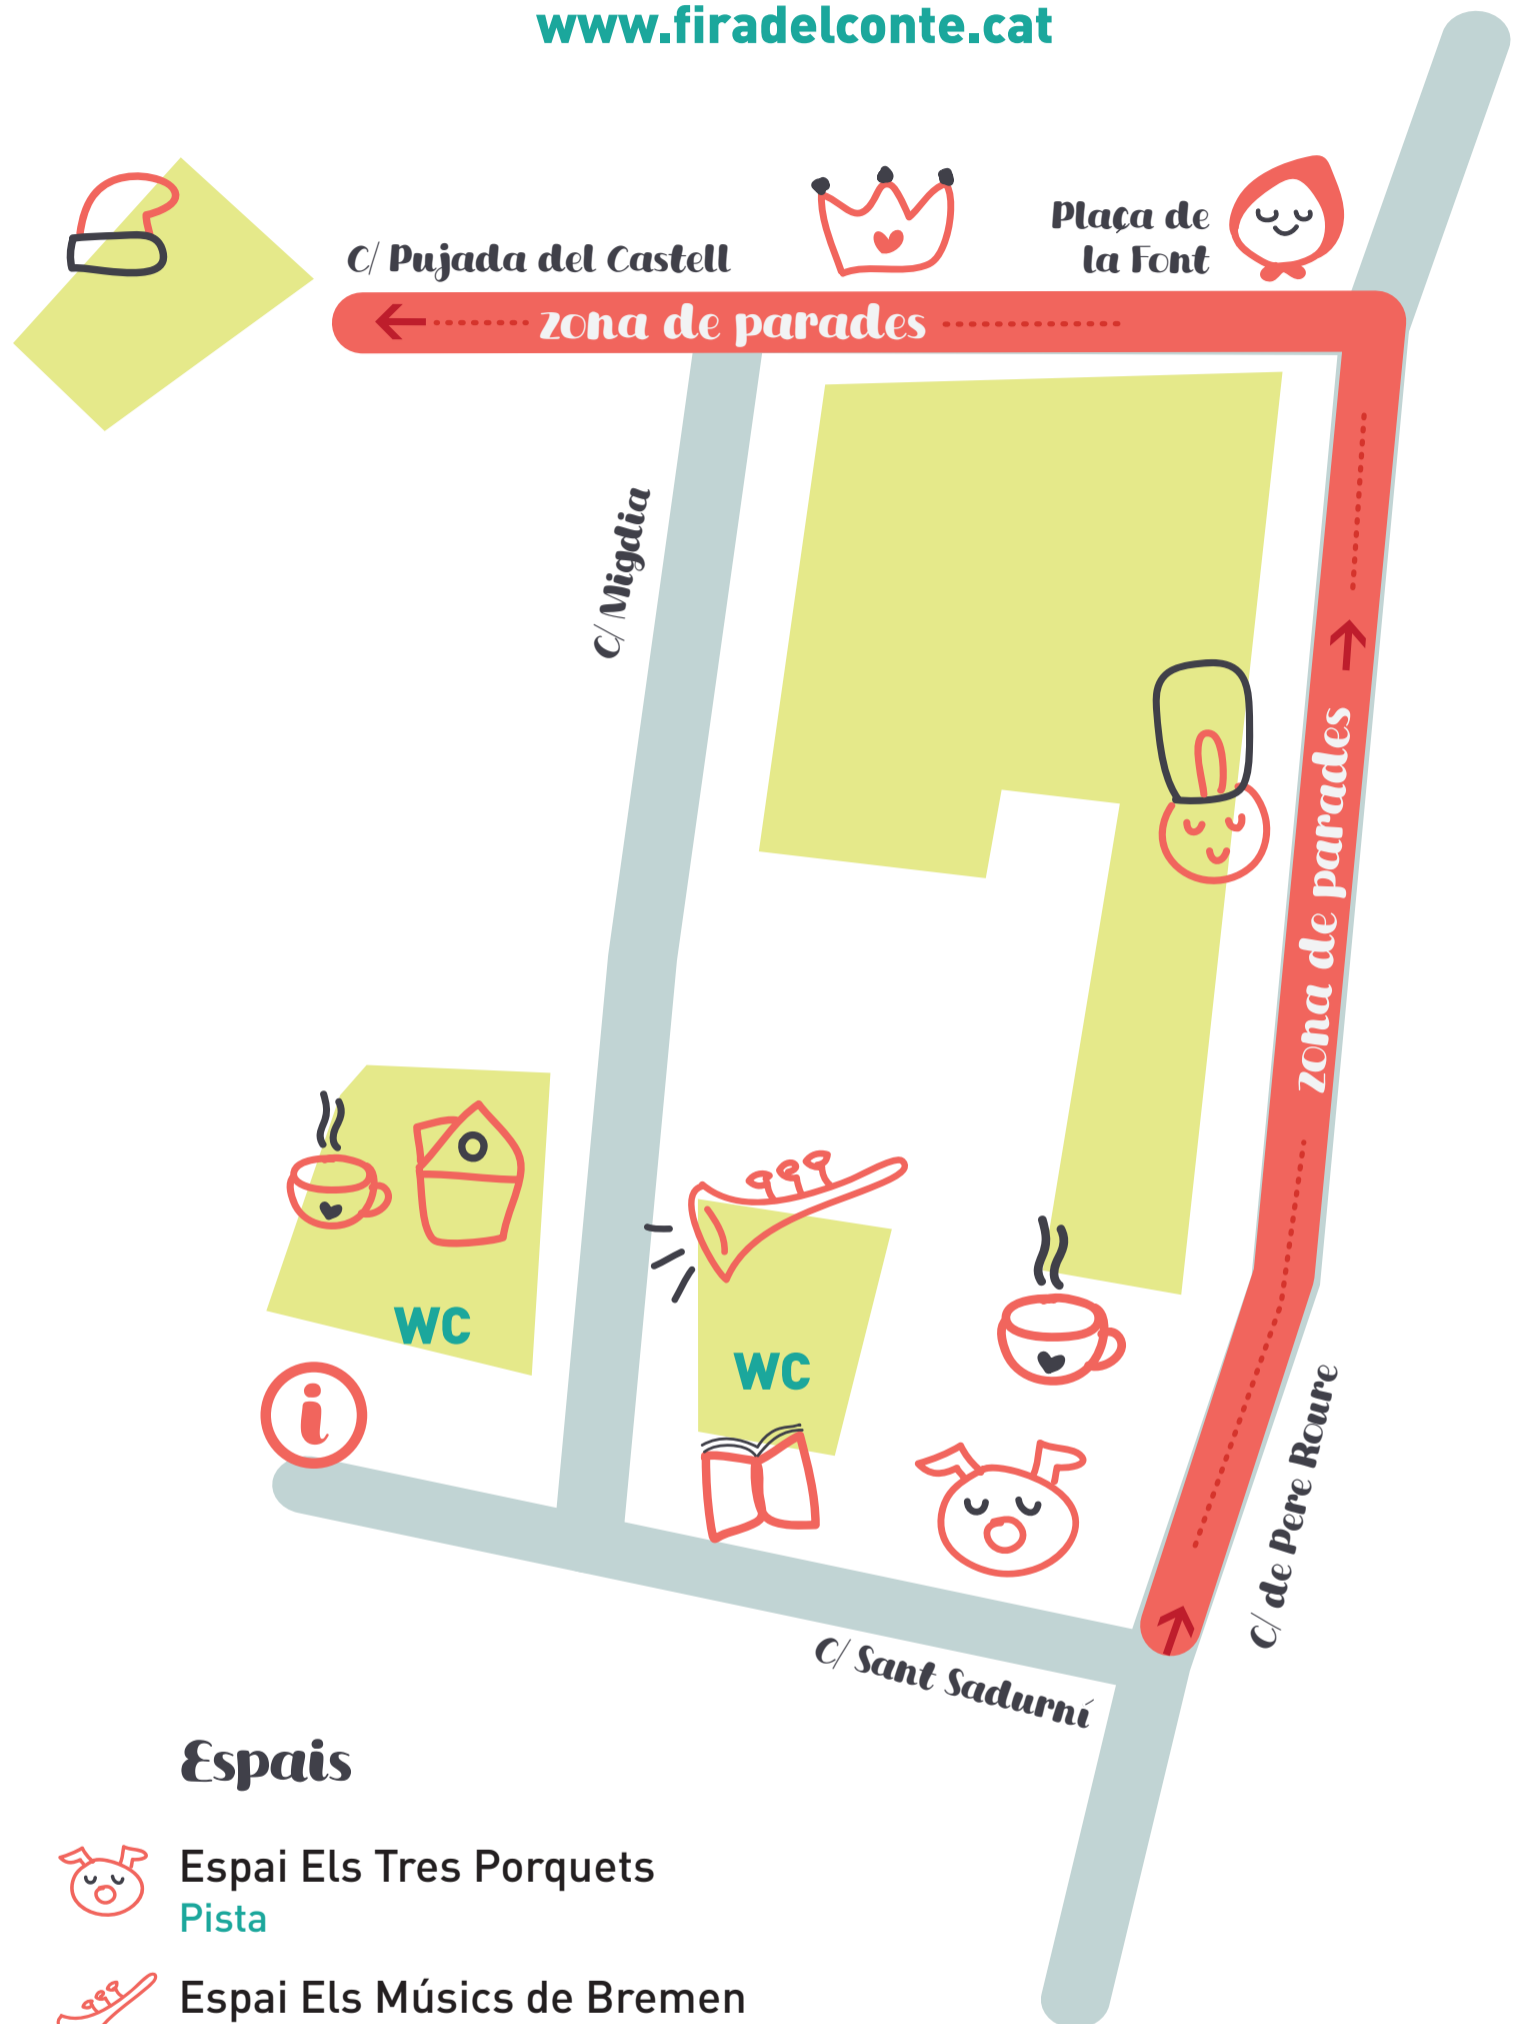 www.firadelconte.cat
Plaça de
la Font
C/ Pujada del Castell
zona de parades
C/ Migdia
zona de parades
WC
WC
i
C/ de Pere Roure
C/ Sant Sadurní
Espais
Espai Els Tres Porquets
Pista
Espai Els Músics de Bremen